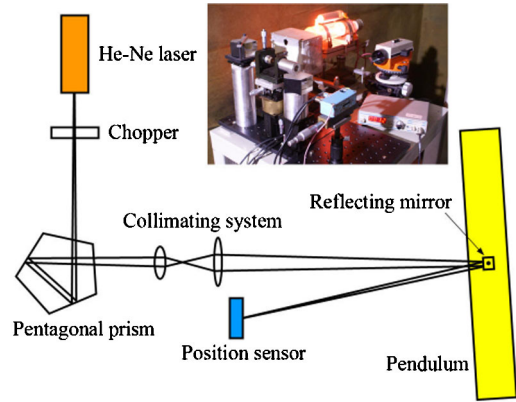 He-Ne laser
Chopper
Reflecting mirror
Collimating system
Pentagonal prism
Position sensor
Pendulum